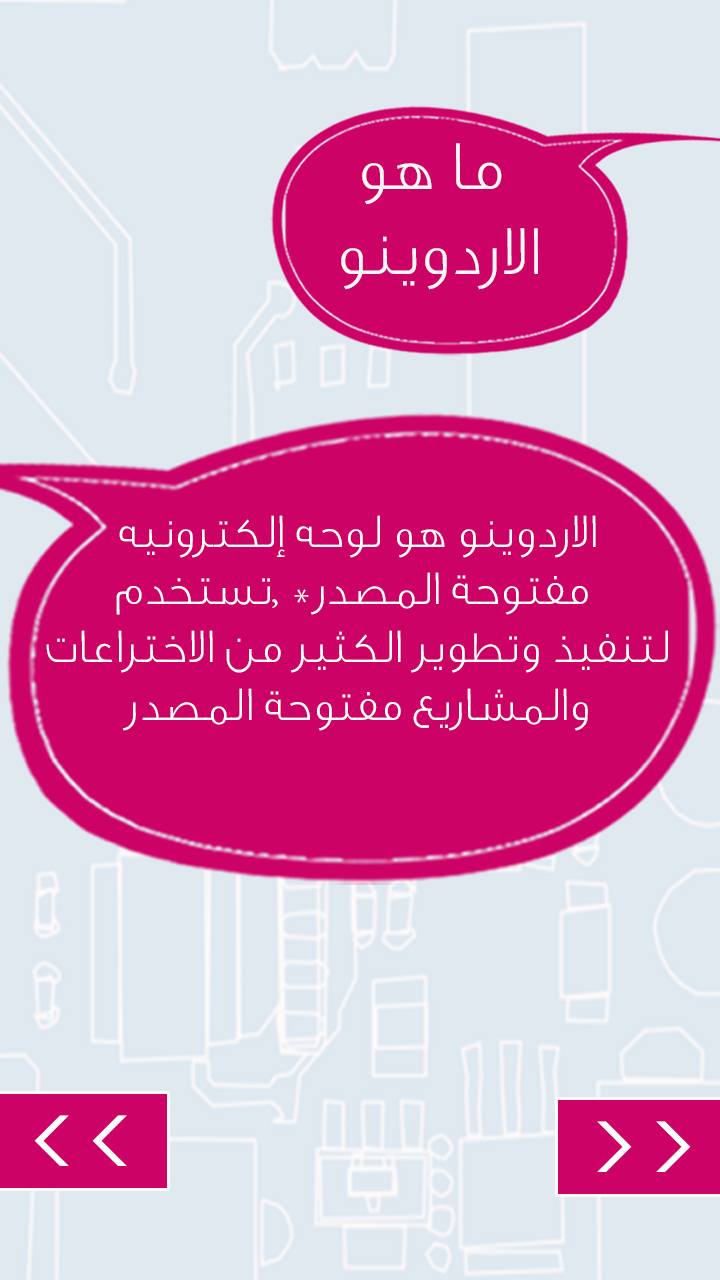 ما هو
الاردوينو
الاردوينو هو لوحه إلكترونيه
مفتوحة المصدر* ,تستخدم
لتنفيذ وتطوير الكثير من الاختراعات
والمشاريع مفتوحة المصدر